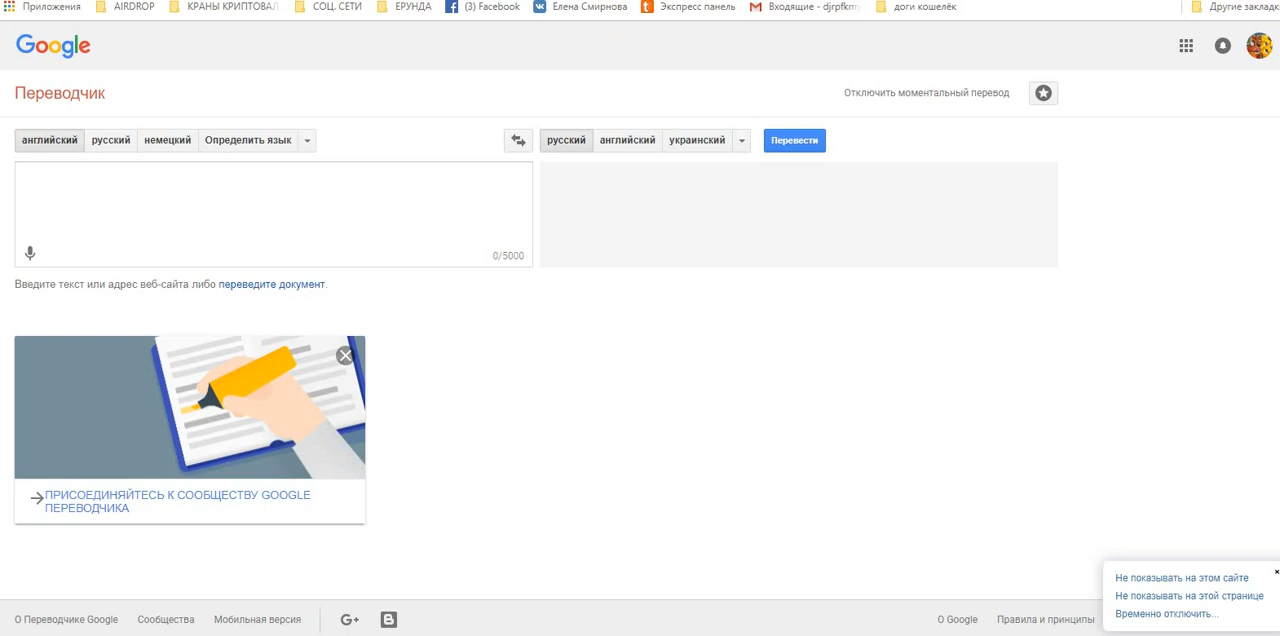 Приложения AIRDROP КРАНЫ КРИПТОВАЛ СОЦ. СЕТИ ЕРУНДА (3) Facebook Елена Смирнова Экспресс панель Входящие - djrpfkmy доги кошелёк Другие закладк
Google
Переводчик Отключить моментальный перевод
английский русский немецкий Определить язык русский английский украинский Перевести
0/5000
Введите текст или адрес веб-сайта либо переведите документ.
ПРИСОЕДИНЯЙТЕСЬ К СООБЩЕСТВУ GOOGLE
ПЕРЕВОДЧИКА
Не показывать на этом сайте
Не показывать на этой странице
Временно отключить...
О Переводчике Google Сообщества Мобильная версия G+ B О Google Правила и принципы